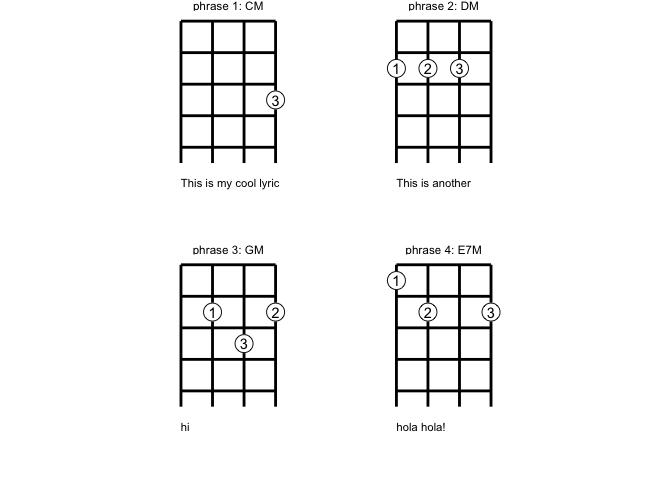 phrase 1: CM
phrase 2: DM
3
1 2 3
This is my cool lyric
This is another
phrase 3: GM
phrase 4: E7M
1 2
3
1
2 3
hi
hola hola!